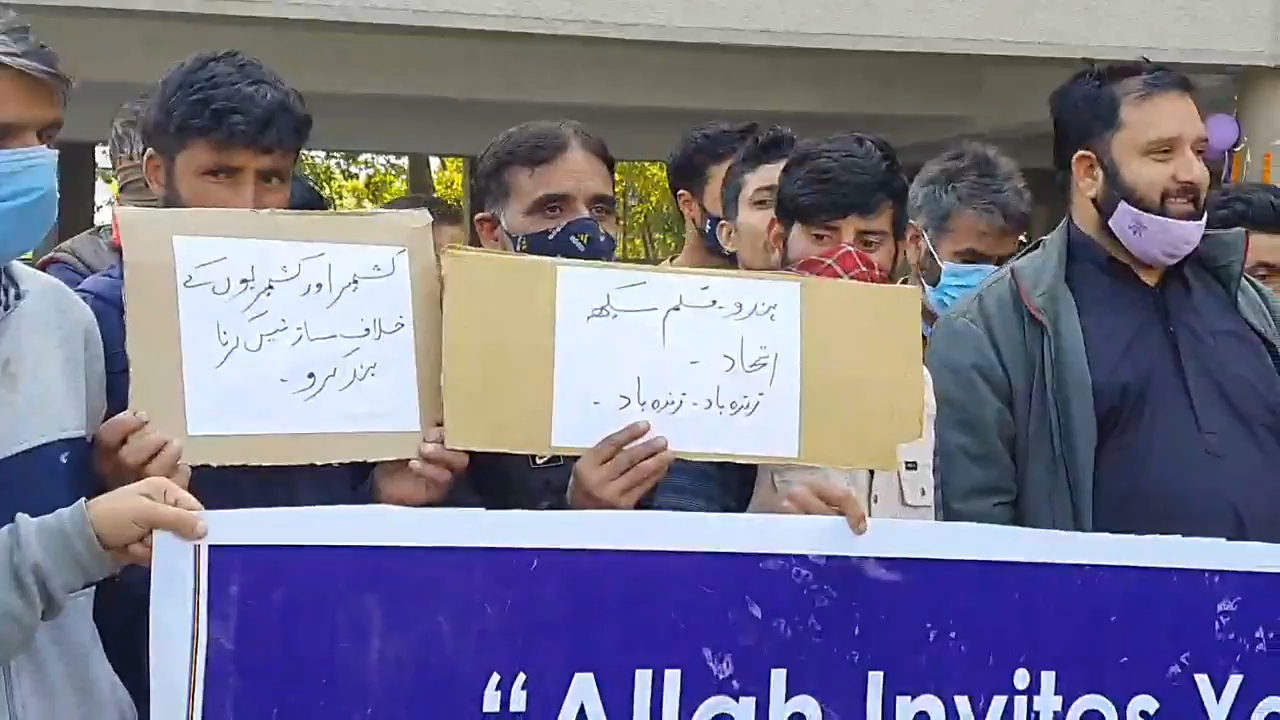 کشمیر اور کشمیریوں کے
خلاف سازشیں کرنا
بند کرو -
ہندو - مسلم سکھ
اتحاد -
زندہ باد - زندہ باد -
“Allah Invites Yo